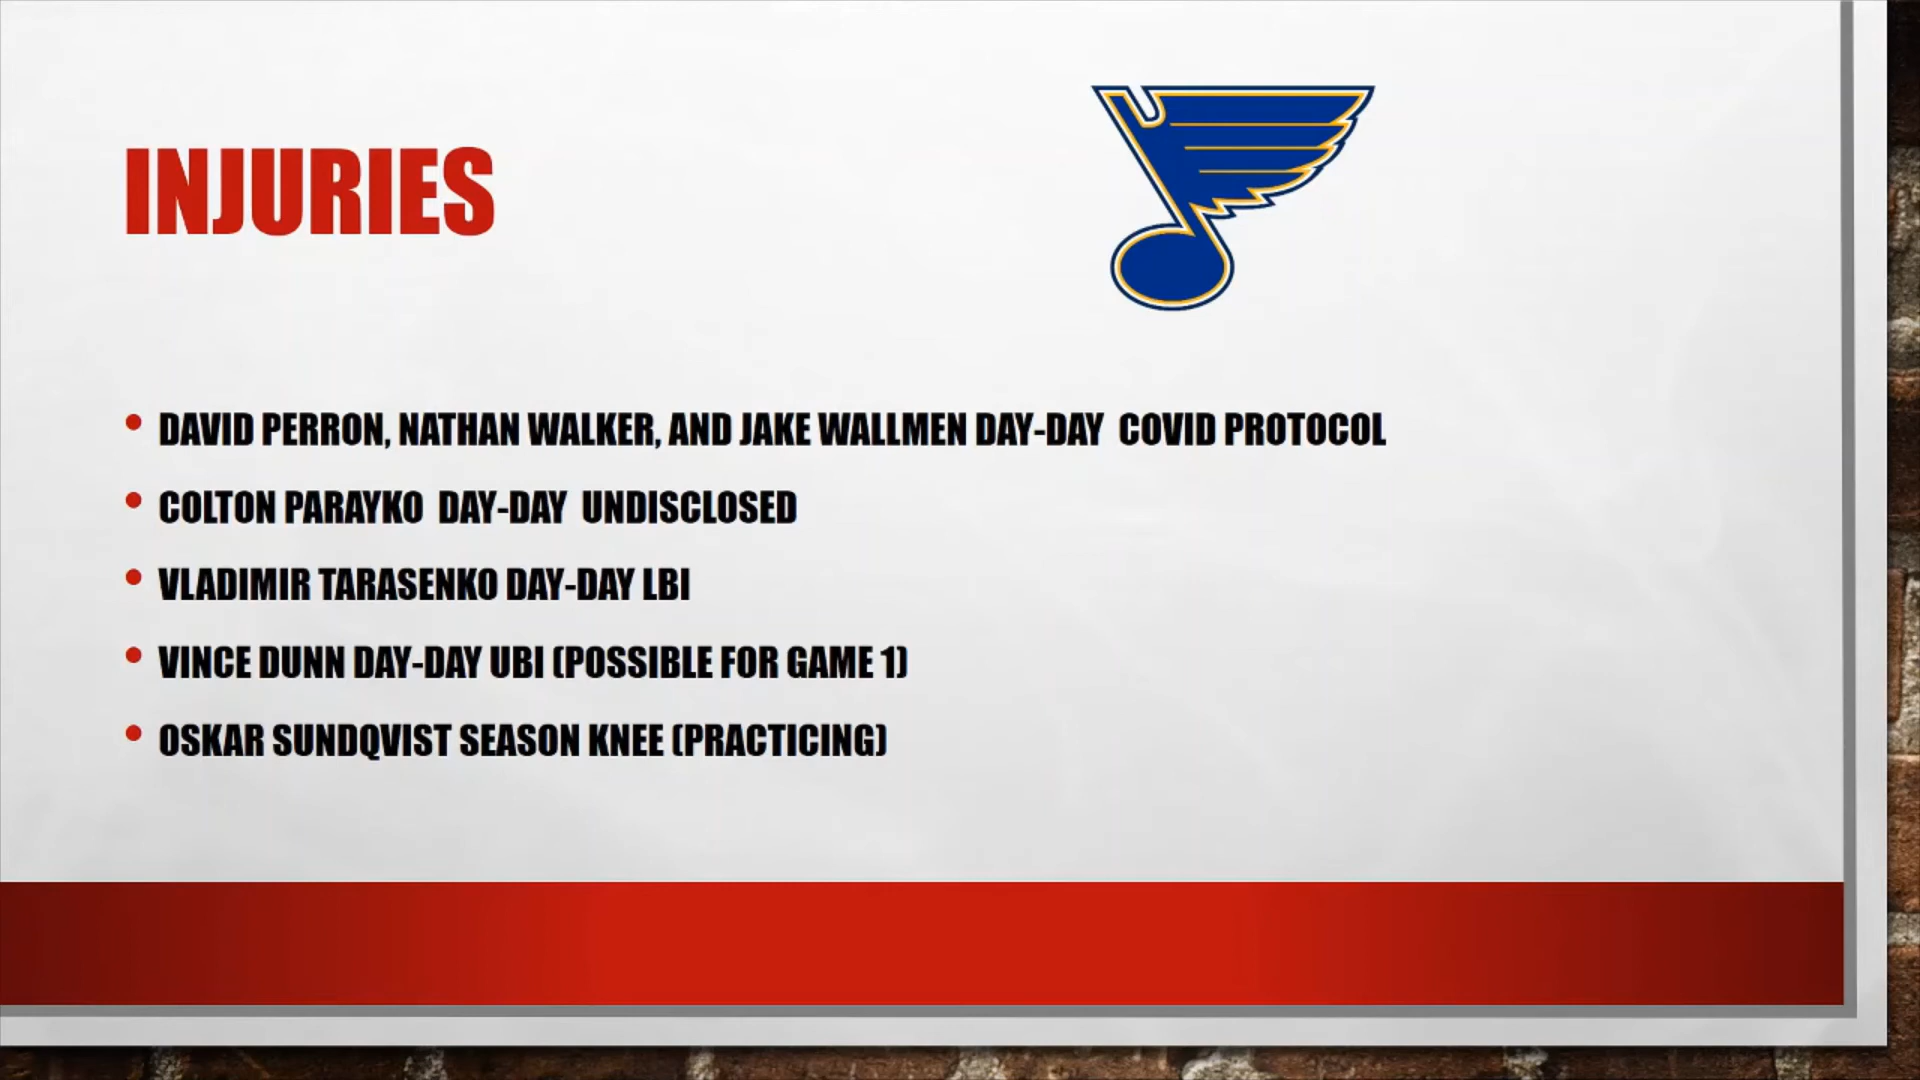 INJURIES
DAVID PERRON, NATHAN WALKER, AND JAKE WALLMEN DAY-DAY  COVID PROTOCOL
COLTON PARAYKO  DAY-DAY  UNDISCLOSED
VLADIMIR TARASENKO DAY-DAY LBI
VINCE DUNN DAY-DAY UBI (POSSIBLE FOR GAME 1)
OSKAR SUNDQVIST SEASON KNEE (PRACTICING)